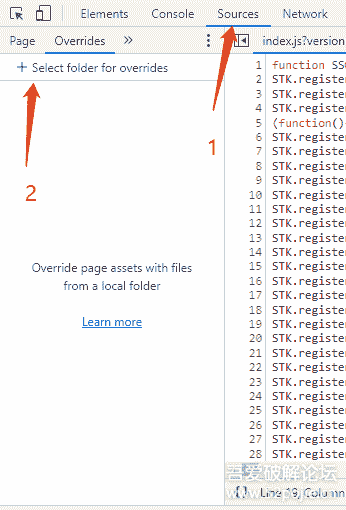 Elements Console Sources Network
Page Overrides » index.js?version
+ Select folder for overrides
1 function SS
2 STK.register
3 STK.register
4 STK.register
5 (function()
6 STK.register
7 STK.register
8 STK.register
9 STK.register
10 STK.register
11 STK.register
12 STK.register
13 STK.register
14 STK.register
15 STK.register
16 STK.register
17 STK.register
18 STK.register
19 STK.register
20 STK.register
21 STK.register
22 STK.register
23 STK.register
24 STK.register
25 STK.register
26 STK.register
27 STK.register
28 STK.register
1
2
Override page assets with files
from a local folder
Learn more
吾爱破解论坛
{} Line 19, Column